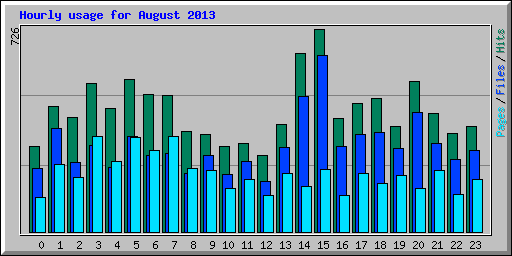 Hourly usage for August 2013
726
Pages/Files/Hits
0 1 2 3 4 5 6 7 8 9 10 11 12 13 14 15 16 17 18 19 20 21 22 23